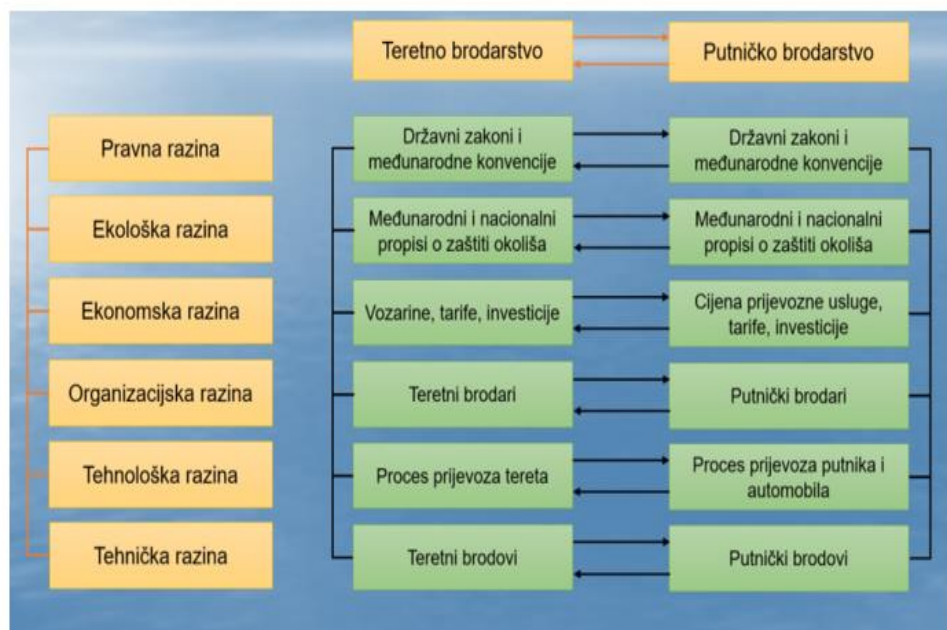 Teretno brodarstvo
Putničko brodarstvo
Pravna razina
Državni zakoni i
međunarodne konvencije
Državni zakoni i
međunarodne konvencije
Ekološka razina
Međunarodni i nacionalni
propisi o zaštiti okoliša
Međunarodni i nacionalni
propisi o zaštiti okoliša
Ekonomska razina
Vozarine, tarife, investicije
Cijena prijevozne usluge,
tarife, investicije
Organizacijska razina
Teretni brodari
Putnički brodari
Tehnološka razina
Proces prijevoza tereta
Proces prijevoza putnika i
automobila
Tehnička razina
Teretni brodovi
Putnički brodovi